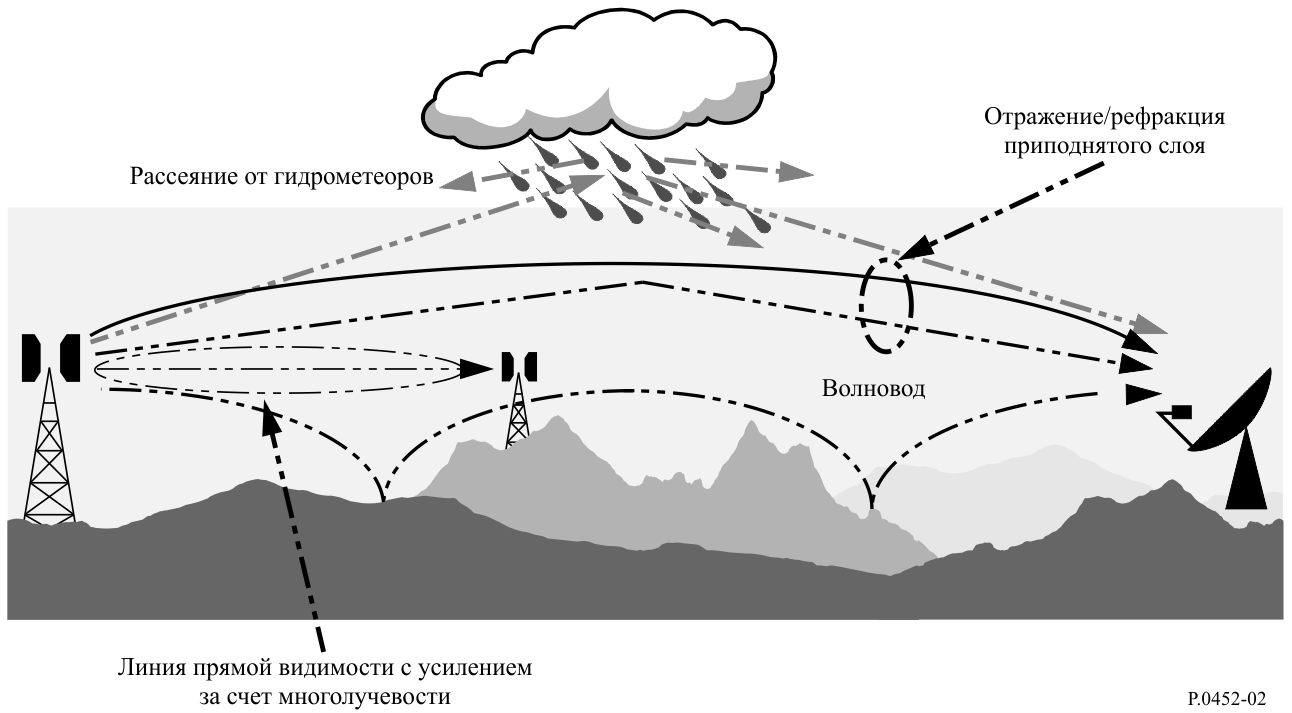 Отражение/рефракция
приподнятого слоя
Рассеяние от гидрометеоров
Волновод
Линия прямой видимости с усилением
за счет многолучевости
P.0452-02